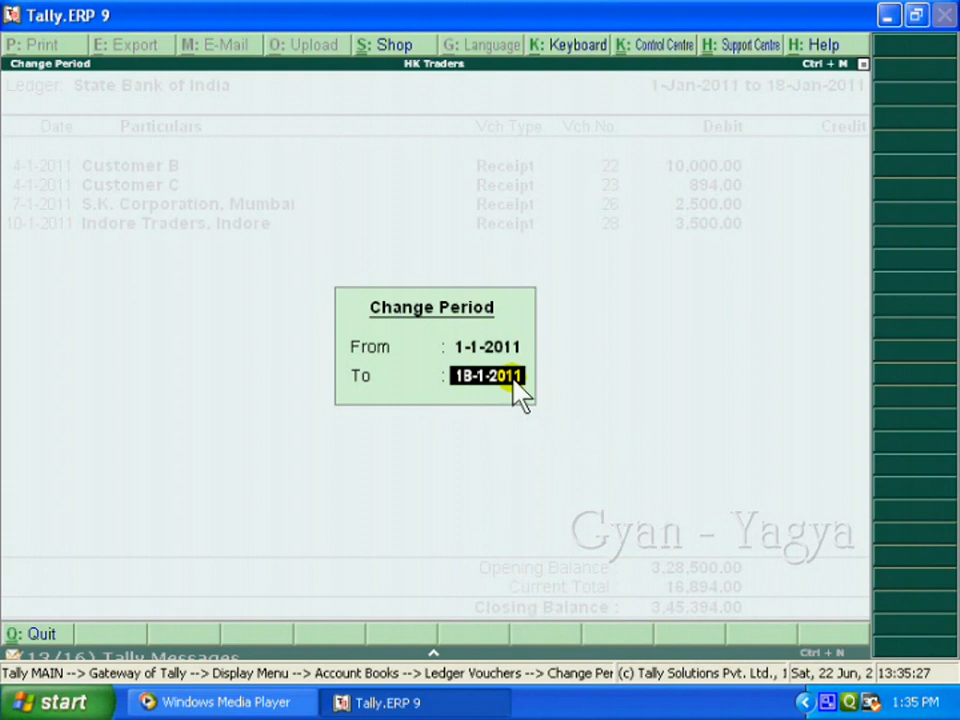 Tally.ERP 9
P: Print E: Export M: E-Mail O: Upload S: Shop G: Language K: Keyboard K: Control Centre H: Support Centre H: Help
Change Period HK Traders Ctrl + M
Ledger: State Bank of India 1-Jan-2011 to 18-Jan-2011
Date Particulars Vch Type Vch No. Debit Credit
4-1-2011 Customer B Receipt 22 10,000.00
4-1-2011 Customer C Receipt 23 894.00
7-1-2011 S.K. Corporation, Mumbai Receipt 26 2,500.00
10-1-2011 Indore Traders, Indore Receipt 28 3,500.00
Change Period
From : 1-1-2011
To : 18-1-2011
Gyan - Yagya
Opening Balance : 3,28,500.00
Current Total : 16,894.00
Closing Balance : 3,45,394.00
Q: Quit
(13/16) Tally Messages Ctrl + N
Tally MAIN --> Gateway of Tally --> Display Menu --> Account Books --> Ledger Vouchers --> Change Per (c) Tally Solutions Pvt. Ltd., 1 Sat, 22 Jun, 2 13:35:27
start Windows Media Player Tally.ERP 9 1:35 PM